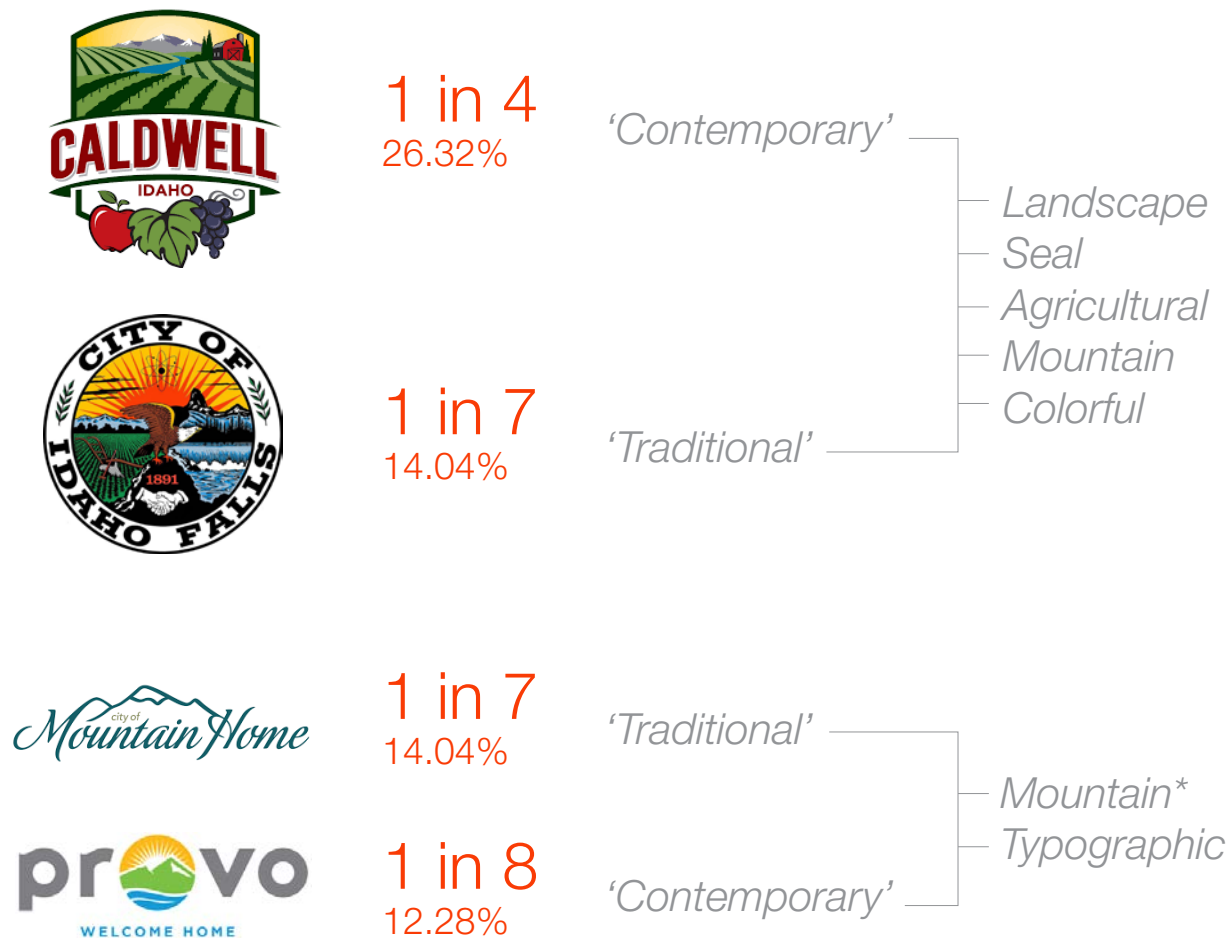 CALDWELL
IDAHO
1 in 4
26.32%
‘Contemporary’
Landscape
Seal
Agricultural
Mountain
Colorful
CITY OF
IDAHO FALLS
1891
1 in 7
14.04%
‘Traditional’
city of
Mountain Home
1 in 7
14.04%
‘Traditional’
Mountain*
Typographic
provo
WELCOME HOME
1 in 8
12.28%
‘Contemporary’